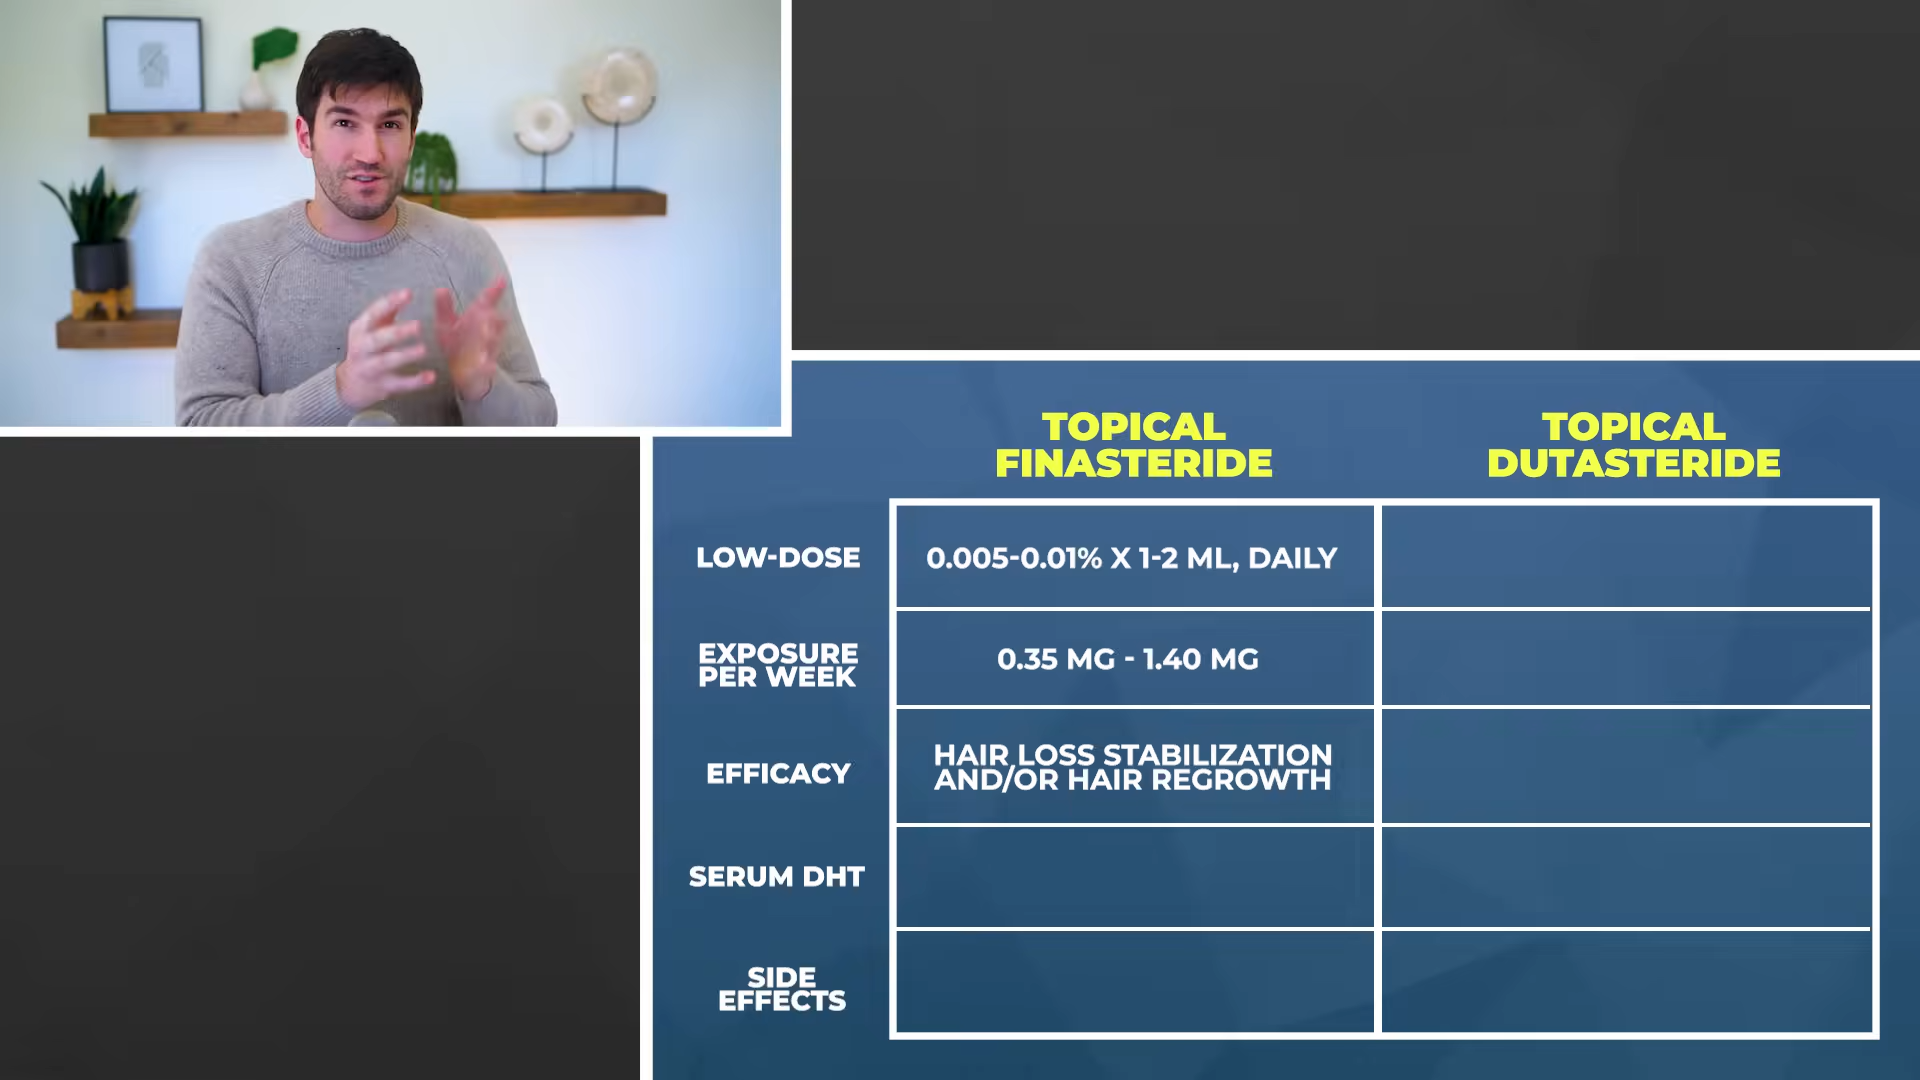 TOPICAL
FINASTERIDE
TOPICAL
DUTASTERIDE
LOW-DOSE
0.005-0.01% X 1-2 ML, DAILY
EXPOSURE
PER WEEK
0.35 MG - 1.40 MG
EFFICACY
HAIR LOSS STABILIZATION
AND/OR HAIR REGROWTH
SERUM DHT
SIDE
EFFECTS